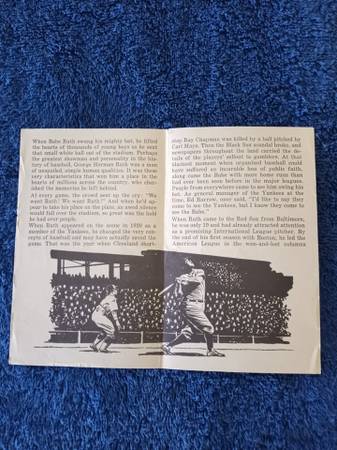 When Babe Ruth swung his mighty bat, he lifted
the hearts of thousands of young boys as he sent
that small white ball out of the stadium. Perhaps
the greatest showman and personality in the his-
tory of baseball, George Herman Ruth was a man
of unspoiled, simple human qualities. It was these
very characteristics that won him a place in the
hearts of millions across the country, who cher-
ished the memories he left behind.
At every game, the crowd sent up the cry: "We
want Ruth! We want Ruth!" And when he'd ap-
pear to take his place on the plate, an awed silence
would fall over the stadium, so great was the hold
he had over people.
When Ruth appeared on the scene in 1920 as a
member of the Yankees, he changed the very con-
cepts of baseball and may have actually saved the
game. That was the year when Cleveland short-
stop Ray Chapman was killed by a ball pitched by
Carl Mays. Then the Black Sox scandal broke, and
newspapers throughout the land carried the de-
tails of the players' sellout to gamblers. At that
blackest moment when organized baseball could
have suffered an incredible loss of public faith,
along came the Babe with more home runs than
had ever been seen before in the major leagues.
People from everywhere came to see him swing his
bat. As general manager of the Yankees at the
time, Ed Barrow, once said, "I'd like to say they
come to see the Yankees, but I know they come to
see the Babe."
When Ruth came to the Red Sox from Baltimore,
he was only 19 and had already attracted attention
as a promising International League pitcher. By
the end of his first season with Boston, he led the
American League in the won-and-lost columns